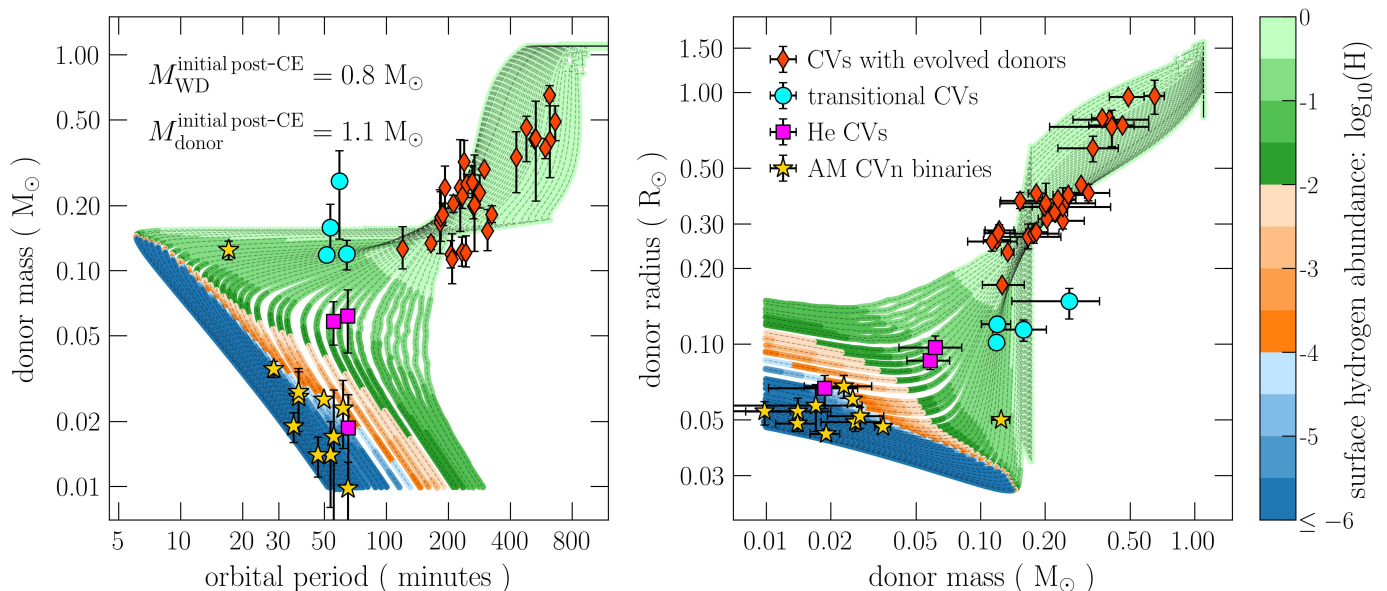 M_WD^initial post-CE = 0.8 M⊙
M_donor^initial post-CE = 1.1 M⊙
donor mass ( M⊙ )
1.00
0.50
0.20
0.10
0.05
0.02
0.01
5 10 20 30 50 100 200 400 800
orbital period ( minutes )
CVs with evolved donors
transitional CVs
He CVs
AM CVn binaries
donor radius ( R⊙ )
1.50
1.00
0.50
0.30
0.20
0.10
0.05
0.03
0.01 0.02 0.05 0.10 0.20 0.50 1.00
donor mass ( M⊙ )
0
-1
-2
-3
-4
-5
≤ −6
surface hydrogen abundance: log10(H)